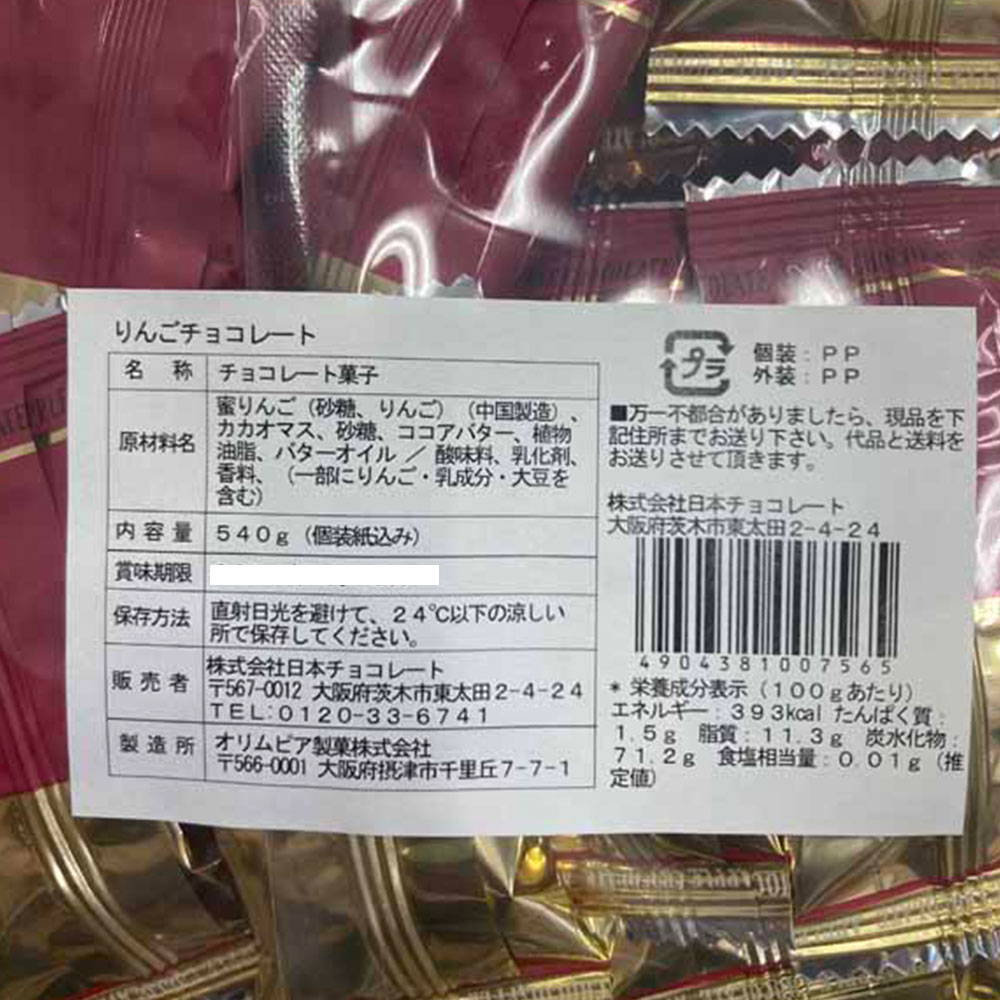 りんごチョコレート
名 称 チョコレート菓子
原材料名 蜜りんご（砂糖、りんご）（中国製造）、
カカオマス、砂糖、ココアバター、植物
油脂、バターオイル ／ 酸味料、乳化剤、
香料、（一部にりんご・乳成分・大豆を
含む）
内容量 540g（個装紙込み）
賞味期限
保存方法 直射日光を避けて、24℃以下の涼しい
所で保存してください。
販売者 株式会社日本チョコレート
〒567-0012 大阪府茨木市東太田2-4-24
TEL:0120-33-6741
製造所 オリムピア製菓株式会社
〒566-0001 大阪府摂津市千里丘7-7-1
プラ
個装：PP
外装：PP
■万一不都合がありましたら、現品を下
記住所までお送り下さい。代品と送料を
お送りさせて頂きます。
株式会社日本チョコレート
大阪府茨木市東太田2-4-24
4904381007565
* 栄養成分表示（100gあたり）
エネルギー：393kcal たんぱく質：
1.5g 脂質：11.3g 炭水化物：
71.2g 食塩相当量：0.01g（推
定値）